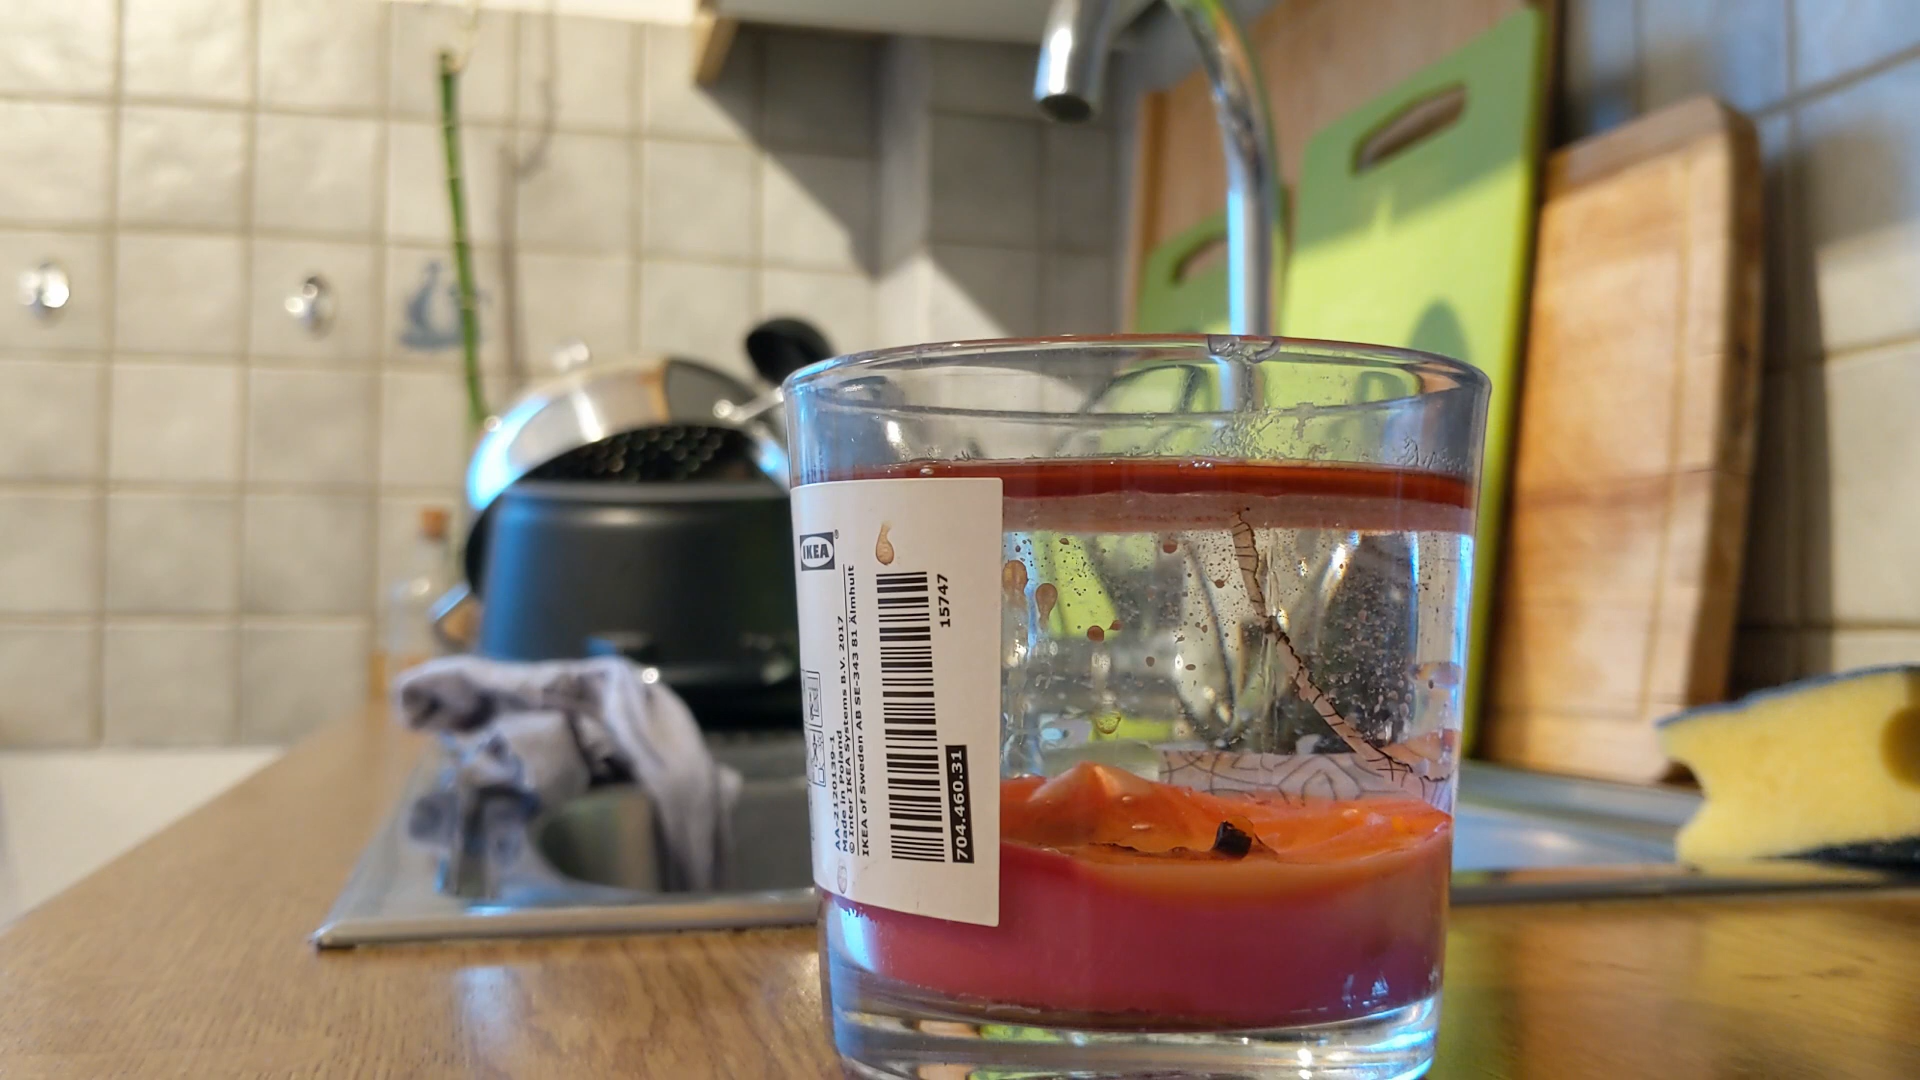 IKEA®
AA-2120139-1
Made in Poland
© Inter IKEA Systems B.V. 2017
IKEA of Sweden AB SE-343 81 Älmhult
15747
704.460.31